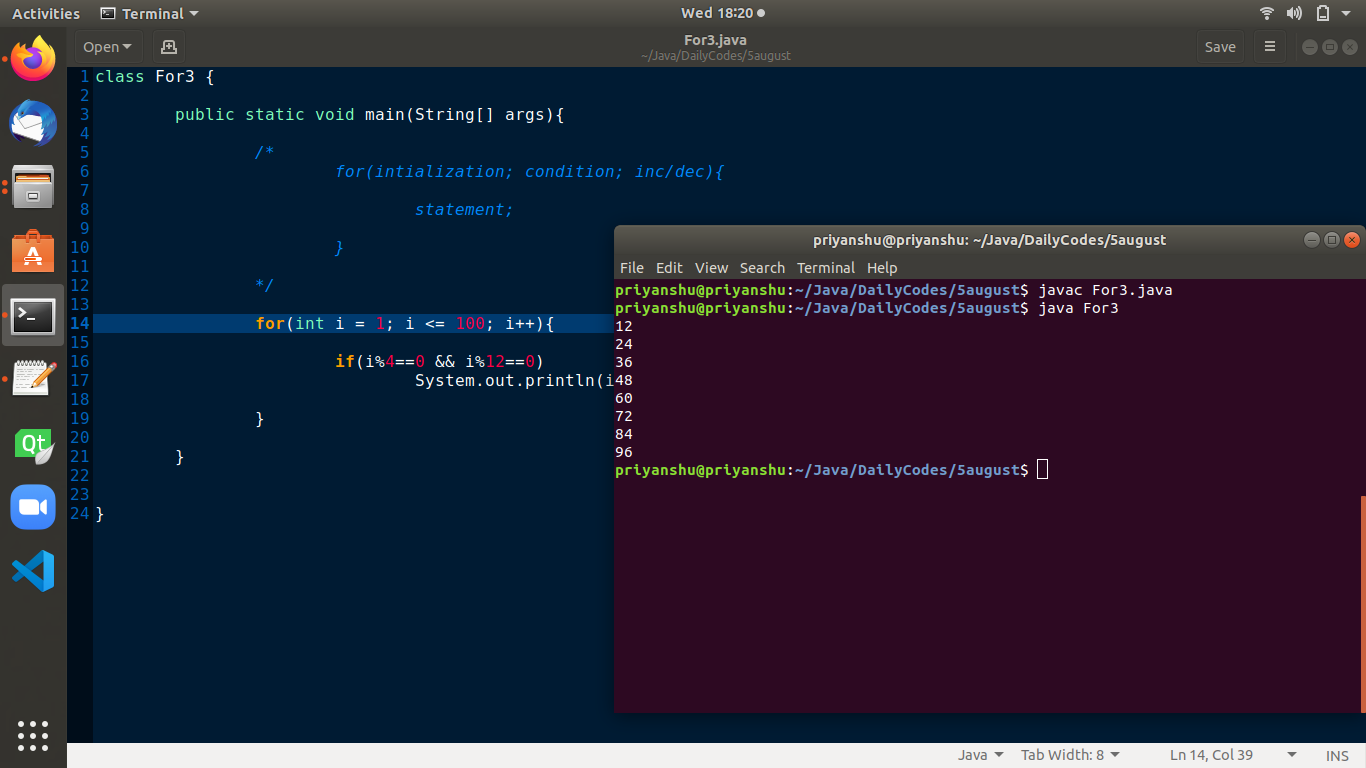 Activities Terminal Wed 18:20
Open For3.java Save
~/Java/DailyCodes/5august
1 class For3 {
2
3 public static void main(String[] args){
4
5 /*
6 for(intialization; condition; inc/dec){
7
8 statement;
9
10 }
11
12 */
13
14 for(int i = 1; i <= 100; i++){
15
16 if(i%4==0 && i%12==0)
17 System.out.println(i
18
19 }
20
21 }
22
23
24 }
priyanshu@priyanshu: ~/Java/DailyCodes/5august
File Edit View Search Terminal Help
priyanshu@priyanshu:~/Java/DailyCodes/5august$ javac For3.java
priyanshu@priyanshu:~/Java/DailyCodes/5august$ java For3
12
24
36
48
60
72
84
96
priyanshu@priyanshu:~/Java/DailyCodes/5august$
Qt
Java Tab Width: 8 Ln 14, Col 39 INS